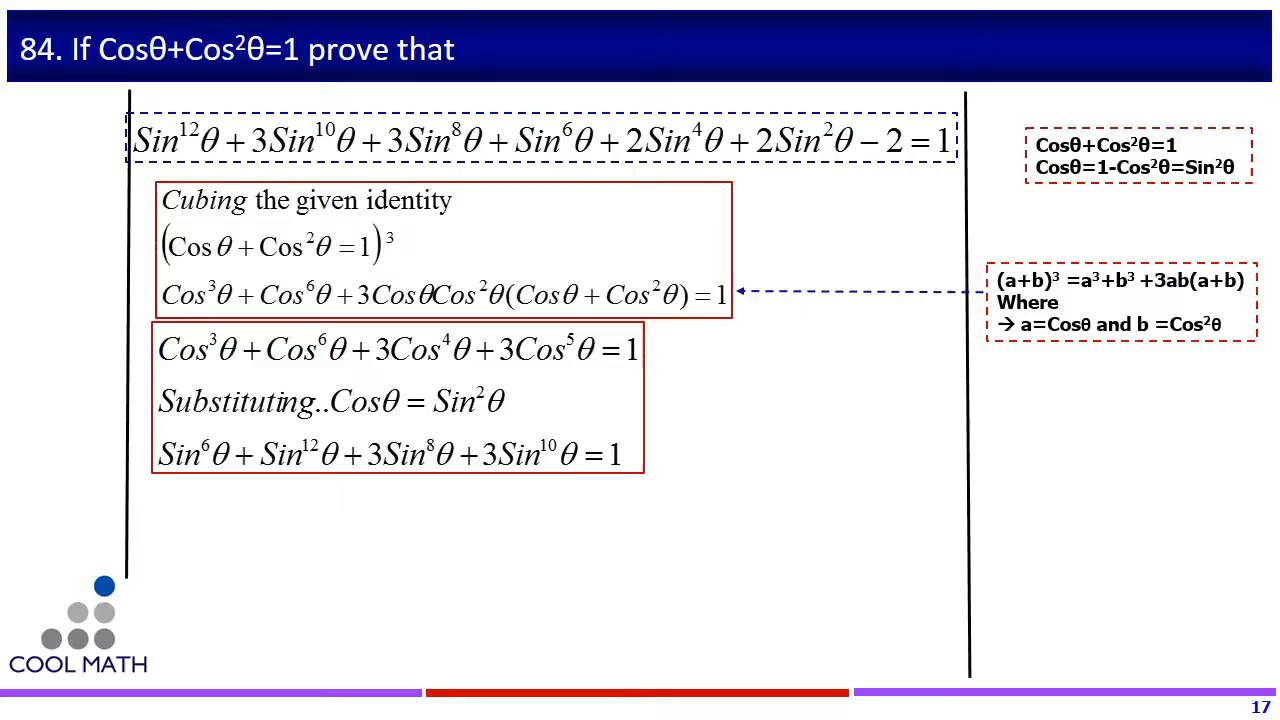 84. If Cosθ+Cos²θ=1 prove that
Sin¹²θ + 3Sin¹⁰θ + 3Sin⁸θ + Sin⁶θ + 2Sin⁴θ + 2Sin²θ − 2 = 1
Cosθ+Cos²θ=1
Cosθ=1-Cos²θ=Sin²θ
Cubing the given identity
(Cos θ + Cos ²θ = 1) ³
Cos³θ + Cos⁶θ + 3CosθCos²θ(Cosθ + Cos²θ) = 1
(a+b)³ =a³+b³ +3ab(a+b)
Where
→ a=Cosθ and b =Cos²θ
Cos³θ + Cos⁶θ + 3Cos⁴θ + 3Cos⁵θ = 1
Substituting..Cosθ = Sin²θ
Sin⁶θ + Sin¹²θ + 3Sin⁸θ + 3Sin¹⁰θ = 1
COOL MATH
17